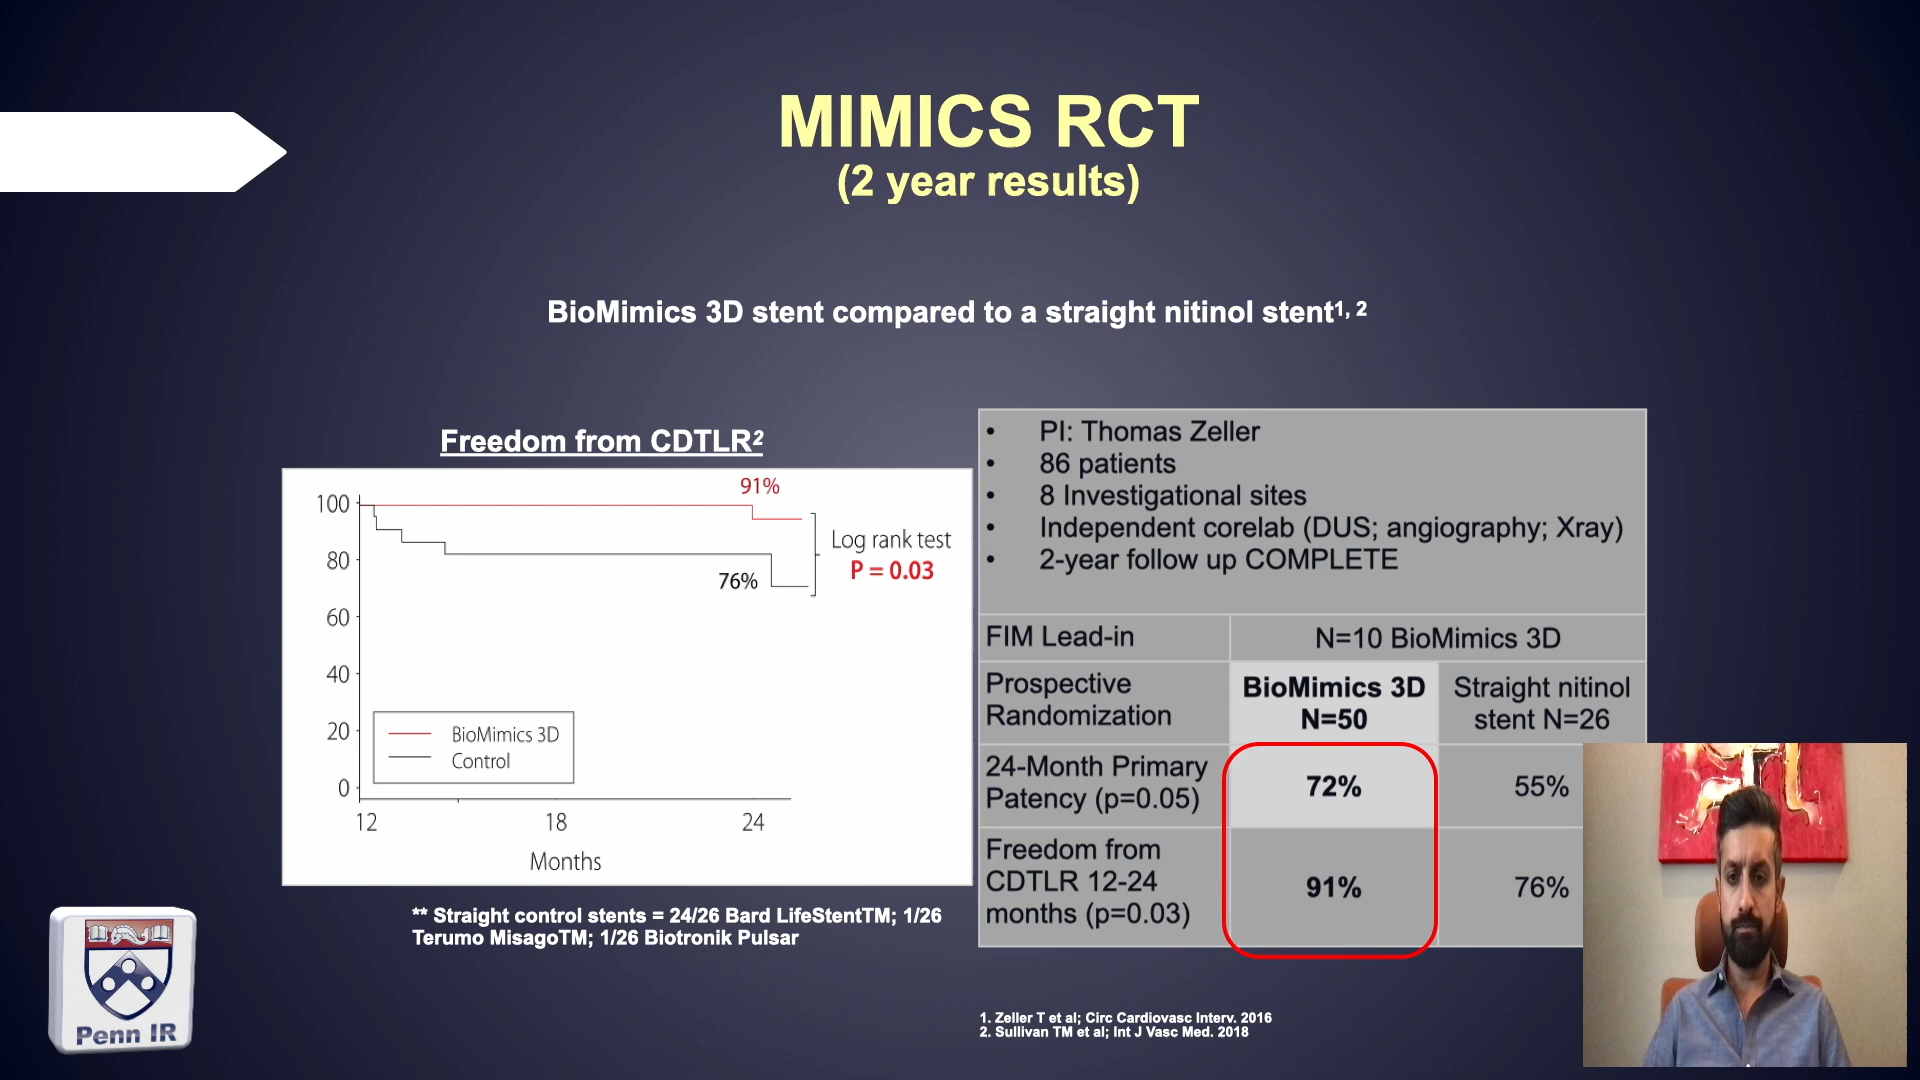 MIMICS RCT
(2 year results)
BioMimics 3D stent compared to a straight nitinol stent1, 2
Freedom from CDTLR2
91%
100
80
60
40
20
0
Log rank test
P = 0.03
76%
BioMimics 3D
Control
12
18
24
Months
** Straight control stents = 24/26 Bard LifeStentTM; 1/26
Terumo MisagoTM; 1/26 Biotronik Pulsar
• PI: Thomas Zeller
• 86 patients
• 8 Investigational sites
• Independent corelab (DUS; angiography; Xray)
• 2-year follow up COMPLETE
FIM Lead-in
N=10 BioMimics 3D
Prospective
Randomization
BioMimics 3D
N=50
Straight nitinol
stent N=26
24-Month Primary
Patency (p=0.05)
72%
55%
Freedom from
CDTLR 12-24
months (p=0.03)
91%
76%
1. Zeller T et al; Circ Cardiovasc Interv. 2016
2. Sullivan TM et al; Int J Vasc Med. 2018
Penn IR